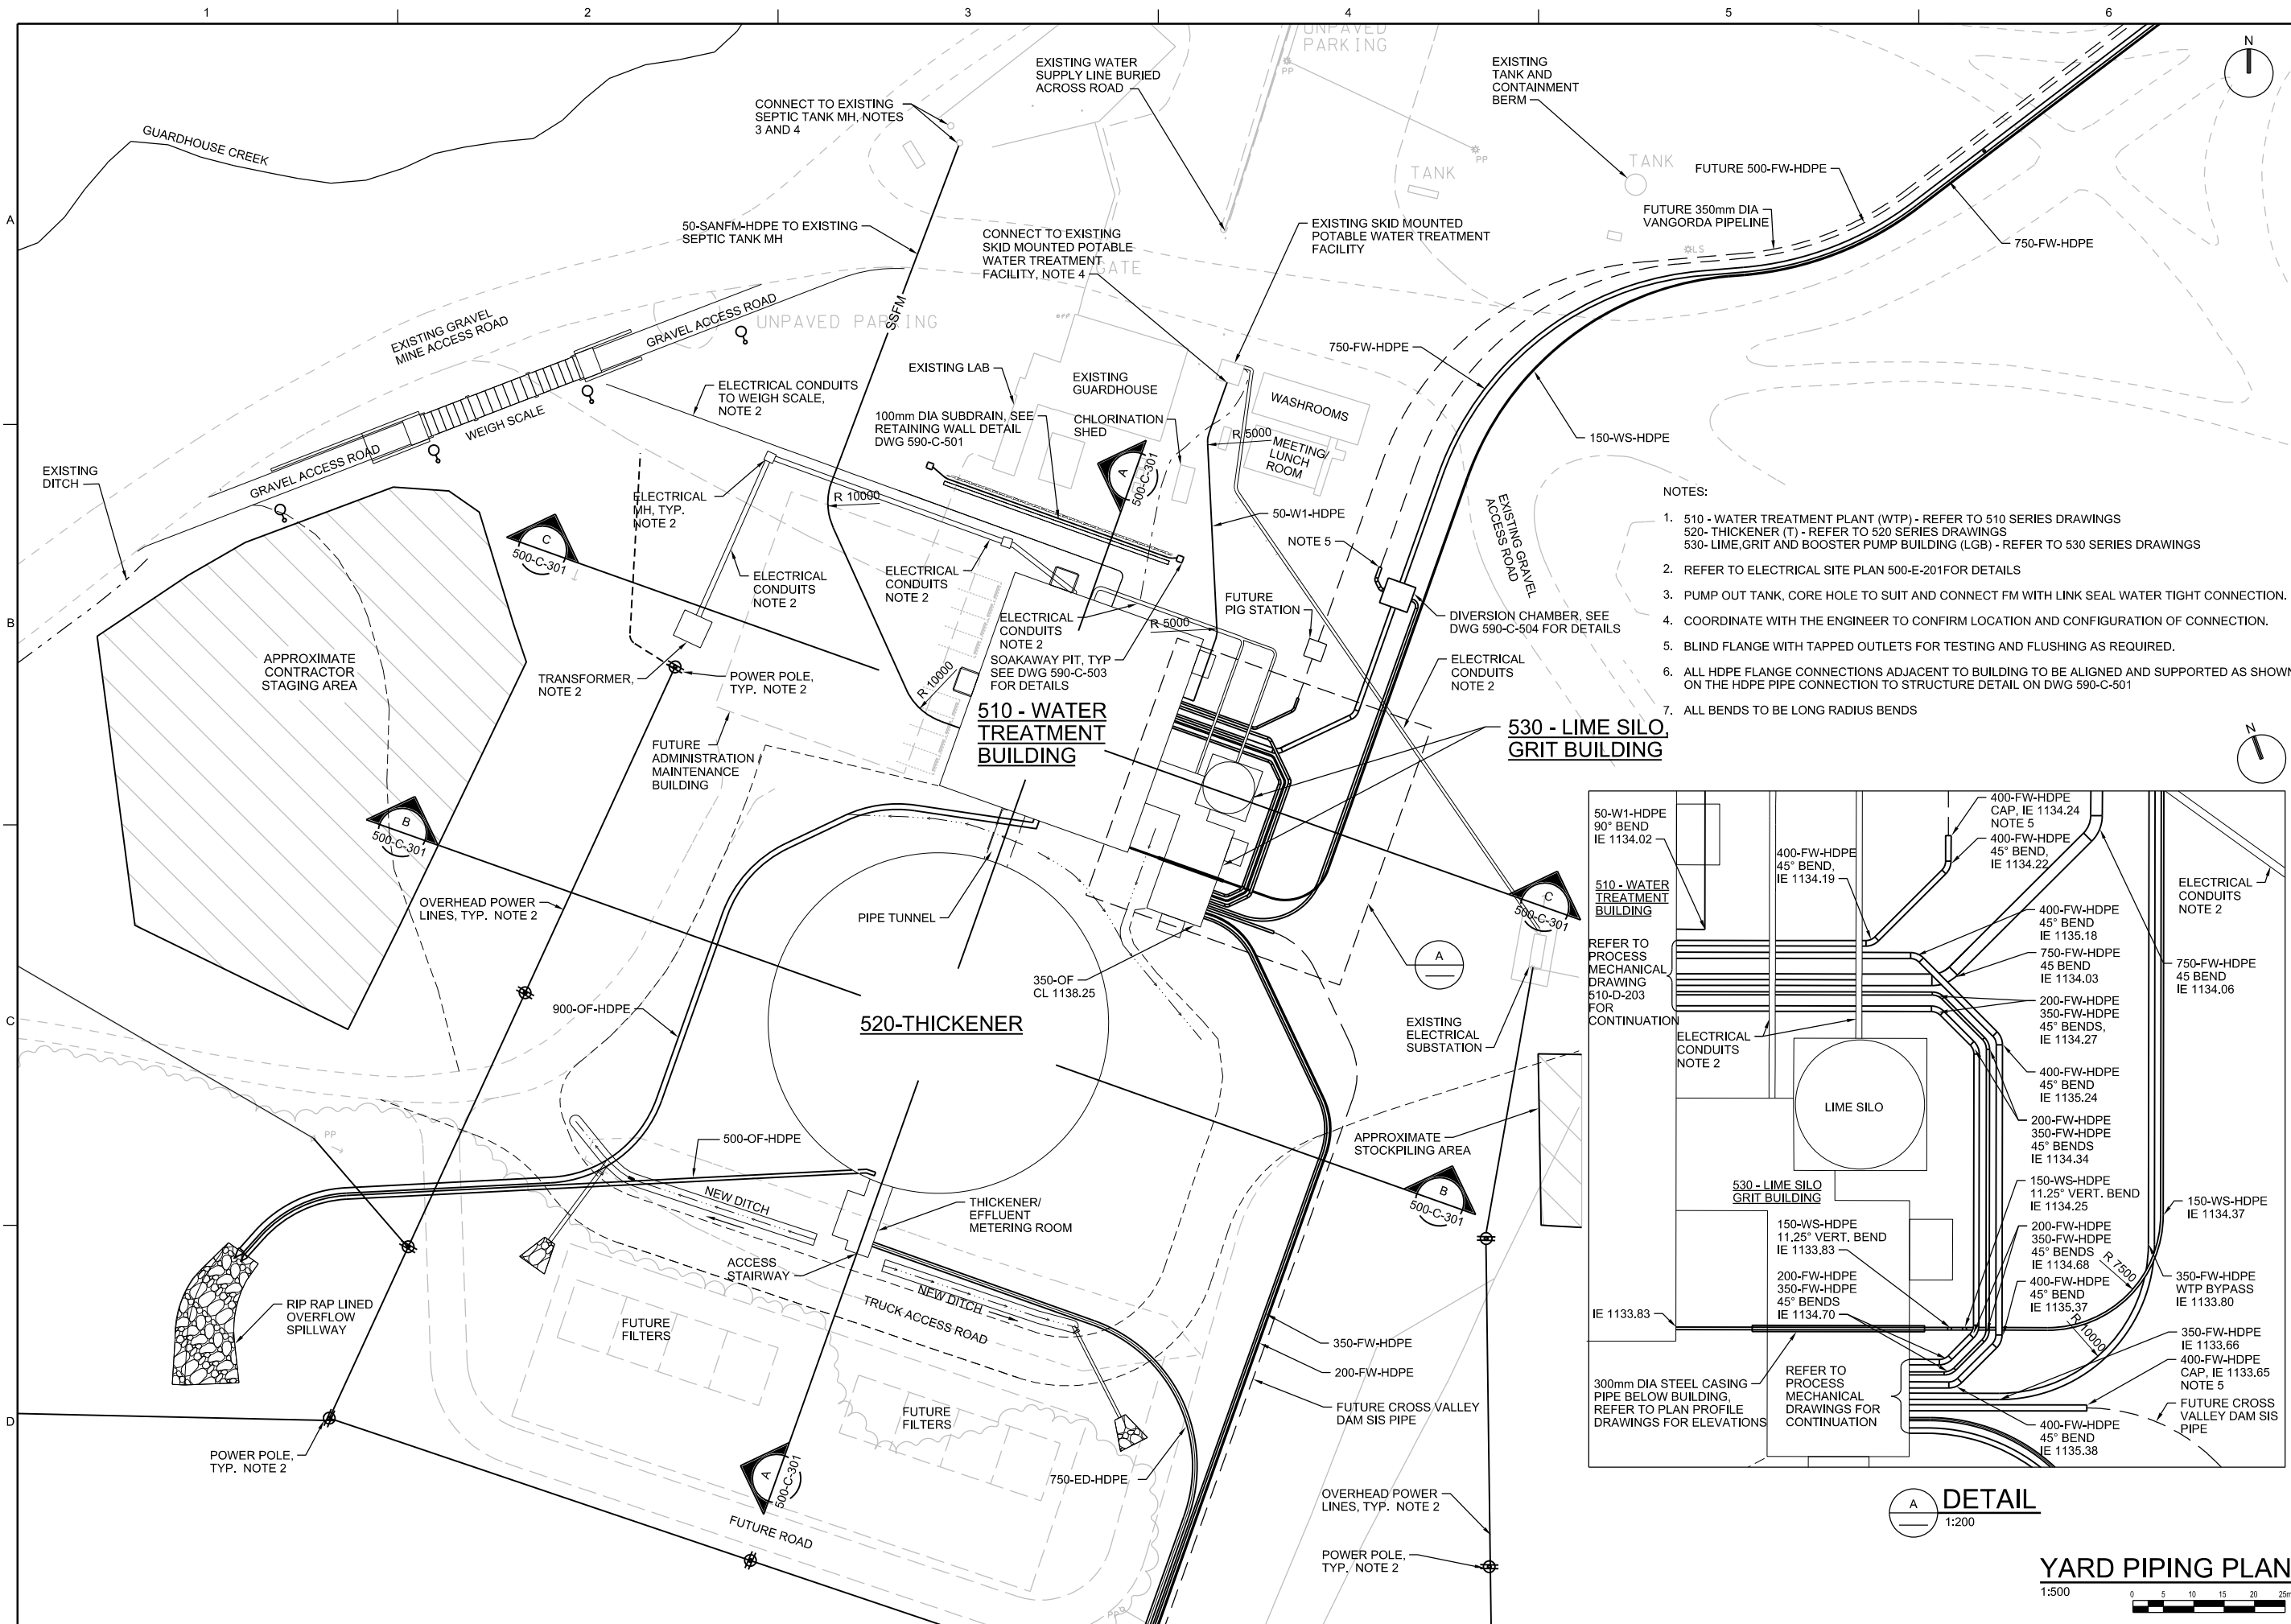 1
2
3
4
5
6
A
B
C
D
N
UNPAVED
PARKING
PP
EXISTING WATER
SUPPLY LINE BURIED
ACROSS ROAD
EXISTING
TANK AND
CONTAINMENT
BERM
CONNECT TO EXISTING
SEPTIC TANK MH, NOTES
3 AND 4
GUARDHOUSE CREEK
PP
TANK
TANK
FUTURE 500-FW-HDPE
FUTURE 350mm DIA
VANGORDA PIPELINE
LS
750-FW-HDPE
50-SANFM-HDPE TO EXISTING
SEPTIC TANK MH
CONNECT TO EXISTING
SKID MOUNTED POTABLE
WATER TREATMENT
FACILITY, NOTE 4
GATE
EXISTING SKID MOUNTED
POTABLE WATER TREATMENT
FACILITY
EXISTING GRAVEL
MINE ACCESS ROAD
GRAVEL ACCESS ROAD
UNPAVED PARKING
SSFM
WEIGH SCALE
GRAVEL ACCESS ROAD
EXISTING
DITCH
ELECTRICAL CONDUITS
TO WEIGH SCALE,
NOTE 2
EXISTING LAB
EXISTING
GUARDHOUSE
100mm DIA SUBDRAIN, SEE
RETAINING WALL DETAIL
DWG 590-C-501
CHLORINATION
SHED
WASHROOMS
MEETING/
LUNCH
ROOM
R 5000
750-FW-HDPE
150-WS-HDPE
A
500-C-301
ELECTRICAL
MH, TYP.
NOTE 2
R 10000
50-W1-HDPE
NOTE 5
EXISTING GRAVEL
ACCESS ROAD
C
500-C-301
ELECTRICAL
CONDUITS
NOTE 2
ELECTRICAL
CONDUITS
NOTE 2
ELECTRICAL
CONDUITS
NOTE 2
FUTURE
PIG STATION
R 5000
DIVERSION CHAMBER, SEE
DWG 590-C-504 FOR DETAILS
SOAKAWAY PIT, TYP
SEE DWG 590-C-503
FOR DETAILS
ELECTRICAL
CONDUITS
NOTE 2
APPROXIMATE
CONTRACTOR
STAGING AREA
TRANSFORMER,
NOTE 2
POWER POLE,
TYP. NOTE 2
R 10000
510 - WATER
TREATMENT
BUILDING
530 - LIME SILO,
GRIT BUILDING
FUTURE
ADMINISTRATION
MAINTENANCE
BUILDING
B
500-C-301
C
500-C-301
OVERHEAD POWER
LINES, TYP. NOTE 2
PIPE TUNNEL
A
350-OF
CL 1138.25
900-OF-HDPE
520-THICKENER
EXISTING
ELECTRICAL
SUBSTATION
PP
500-OF-HDPE
APPROXIMATE
STOCKPILING AREA
B
500-C-301
NEW DITCH
THICKENER/
EFFLUENT
METERING ROOM
ACCESS
STAIRWAY
NEW DITCH
TRUCK ACCESS ROAD
RIP RAP LINED
OVERFLOW
SPILLWAY
FUTURE
FILTERS
FUTURE
FILTERS
350-FW-HDPE
200-FW-HDPE
FUTURE CROSS VALLEY
DAM SIS PIPE
POWER POLE,
TYP. NOTE 2
A
500-C-301
750-ED-HDPE
FUTURE ROAD
OVERHEAD POWER
LINES, TYP. NOTE 2
POWER POLE,
TYP. NOTE 2
NOTES:
1. 510 - WATER TREATMENT PLANT (WTP) - REFER TO 510 SERIES DRAWINGS
520- THICKENER (T) - REFER TO 520 SERIES DRAWINGS
530- LIME,GRIT AND BOOSTER PUMP BUILDING (LGB) - REFER TO 530 SERIES DRAWINGS
2. REFER TO ELECTRICAL SITE PLAN 500-E-201FOR DETAILS
3. PUMP OUT TANK, CORE HOLE TO SUIT AND CONNECT FM WITH LINK SEAL WATER TIGHT CONNECTION.
4. COORDINATE WITH THE ENGINEER TO CONFIRM LOCATION AND CONFIGURATION OF CONNECTION.
5. BLIND FLANGE WITH TAPPED OUTLETS FOR TESTING AND FLUSHING AS REQUIRED.
6. ALL HDPE FLANGE CONNECTIONS ADJACENT TO BUILDING TO BE ALIGNED AND SUPPORTED AS SHOWN
ON THE HDPE PIPE CONNECTION TO STRUCTURE DETAIL ON DWG 590-C-501
7. ALL BENDS TO BE LONG RADIUS BENDS
N
50-W1-HDPE
90° BEND
IE 1134.02
400-FW-HDPE
CAP, IE 1134.24
NOTE 5
400-FW-HDPE
45° BEND,
IE 1134.22
400-FW-HDPE
45° BEND,
IE 1134.19
510 - WATER
TREATMENT
BUILDING
ELECTRICAL
CONDUITS
NOTE 2
400-FW-HDPE
45° BEND
IE 1135.18
REFER TO
PROCESS
MECHANICAL
DRAWING
510-D-203
FOR
CONTINUATION
750-FW-HDPE
45 BEND
IE 1134.03
750-FW-HDPE
45 BEND
IE 1134.06
200-FW-HDPE
350-FW-HDPE
45° BENDS,
IE 1134.27
ELECTRICAL
CONDUITS
NOTE 2
400-FW-HDPE
45° BEND
IE 1135.24
LIME SILO
200-FW-HDPE
350-FW-HDPE
45° BENDS
IE 1134.34
530 - LIME SILO
GRIT BUILDING
150-WS-HDPE
11.25° VERT. BEND
IE 1134.25
150-WS-HDPE
IE 1134.37
150-WS-HDPE
11.25° VERT. BEND
IE 1133.83
200-FW-HDPE
350-FW-HDPE
45° BENDS
IE 1134.68
R 7500
200-FW-HDPE
350-FW-HDPE
45° BENDS
IE 1134.70
400-FW-HDPE
45° BEND
IE 1135.37
350-FW-HDPE
WTP BYPASS
IE 1133.80
IE 1133.83
R 10000
350-FW-HDPE
IE 1133.66
400-FW-HDPE
CAP, IE 1133.65
NOTE 5
300mm DIA STEEL CASING
PIPE BELOW BUILDING,
REFER TO PLAN PROFILE
DRAWINGS FOR ELEVATIONS
REFER TO
PROCESS
MECHANICAL
DRAWINGS FOR
CONTINUATION
FUTURE CROSS
VALLEY DAM SIS
PIPE
400-FW-HDPE
45° BEND
IE 1135.38
A
DETAIL
1:200
YARD PIPING PLAN
1:500
0 5 10 15 20 25m